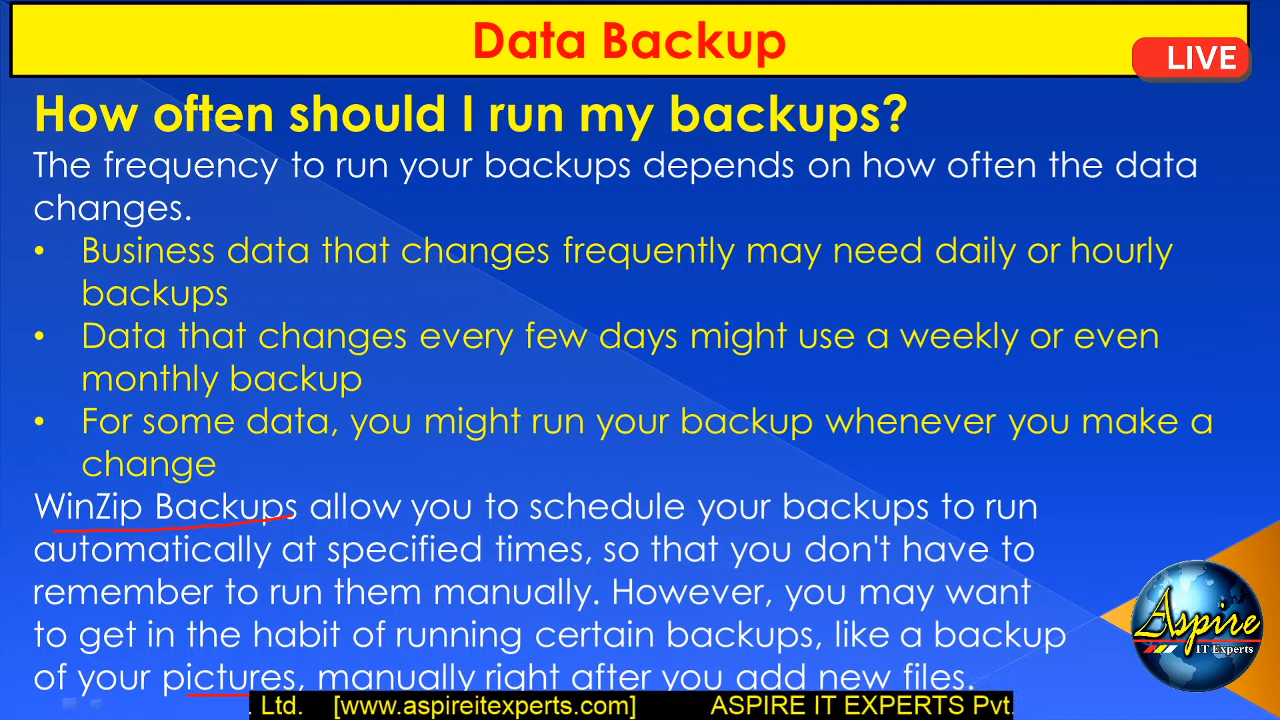 Data Backup
LIVE
How often should I run my backups?
The frequency to run your backups depends on how often the data
changes.
• Business data that changes frequently may need daily or hourly
backups
• Data that changes every few days might use a weekly or even
monthly backup
• For some data, you might run your backup whenever you make a
change
WinZip Backups allow you to schedule your backups to run
automatically at specified times, so that you don't have to
remember to run them manually. However, you may want
to get in the habit of running certain backups, like a backup
of your pictures, manually right after you add new files.
Aspire
IT Experts
. Ltd. [www.aspireitexperts.com] ASPIRE IT EXPERTS Pvt.